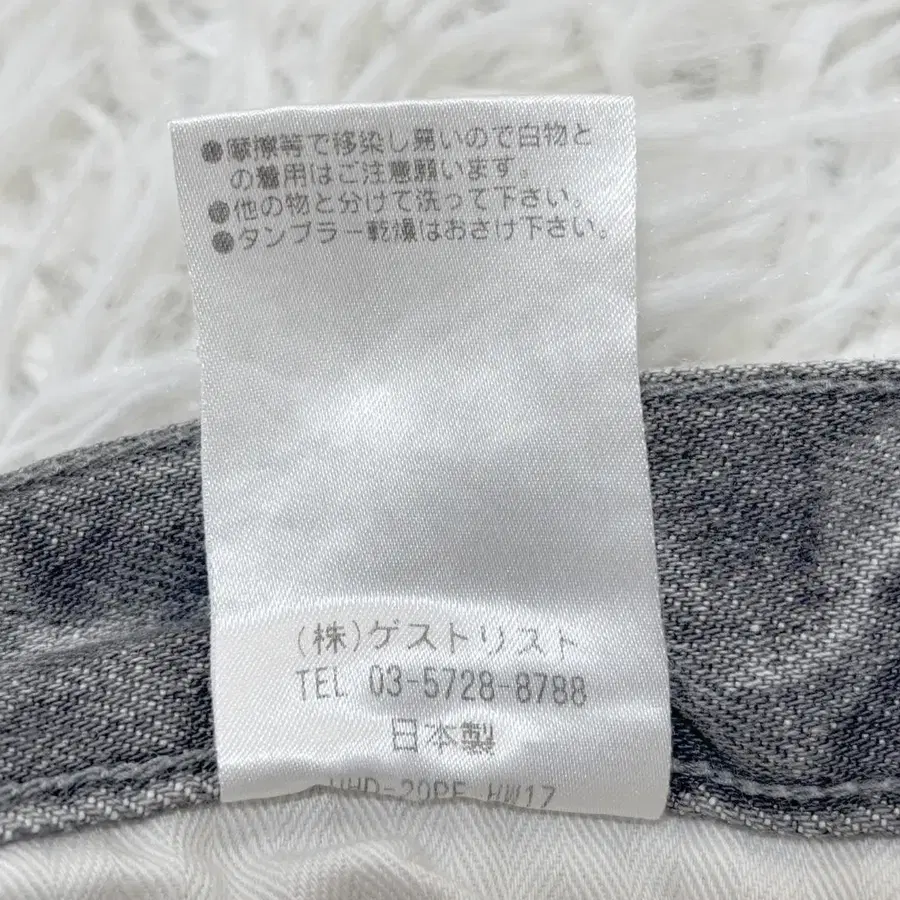 ●摩擦等で移染し易いので白物と
の着用はご注意願います。
●他の物と分けて洗って下さい。
●タンブラー乾燥はおさけ下さい。
(株)ゲストリスト
TEL 03-5728-8788
日本製
HW17